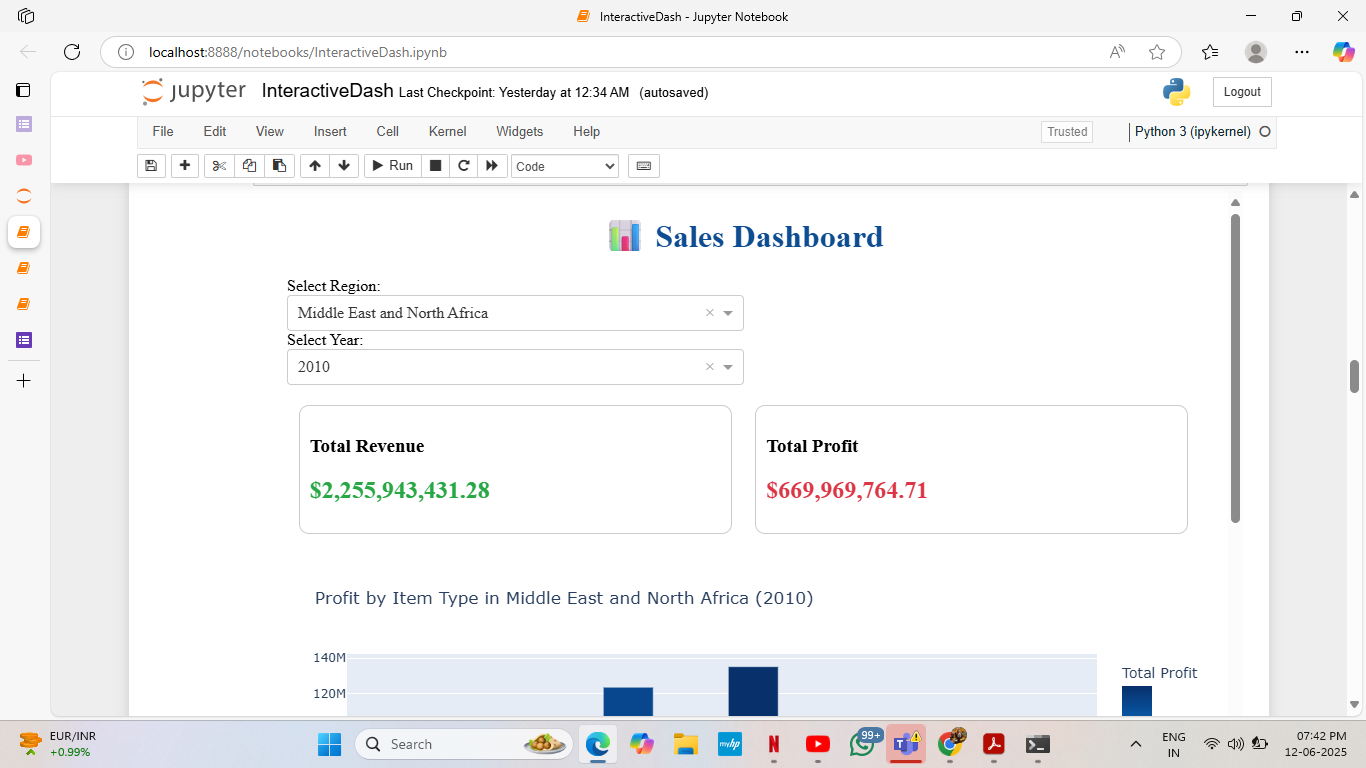 InteractiveDash - Jupyter Notebook
localhost:8888/notebooks/InteractiveDash.ipynb
jupyter InteractiveDash Last Checkpoint: Yesterday at 12:34 AM (autosaved)
Logout
File Edit View Insert Cell Kernel Widgets Help
Trusted
Python 3 (ipykernel)
Run
Code
Sales Dashboard
Select Region:
Middle East and North Africa
Select Year:
2010
Total Revenue
$2,255,943,431.28
Total Profit
$669,969,764.71
Profit by Item Type in Middle East and North Africa (2010)
140M
120M
Total Profit
EUR/INR
+0.99%
Search
myhp
N
99+
ENG
IN
07:42 PM
12-06-2025